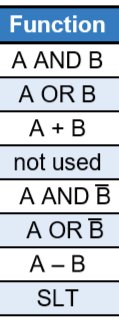 Function
A AND B
A OR B
A + B
not used
A AND B̅
A OR B̅
A – B
SLT